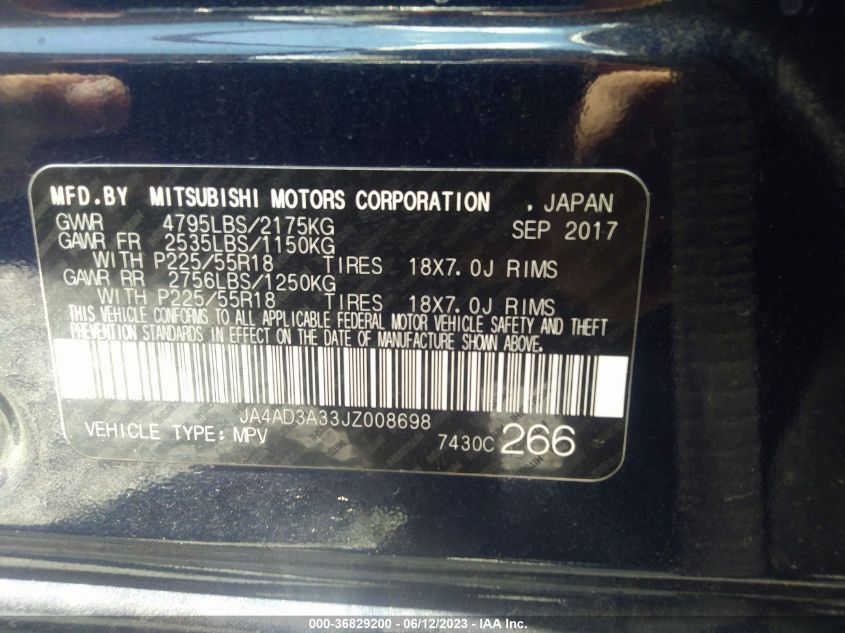 MFD.BY MITSUBISHI MOTORS CORPORATION . JAPAN
GVWR 4795LBS/2175KG SEP 2017
GAWR FR 2535LBS/1150KG
WITH P225/55R18 TIRES 18X7.0J RIMS
GAWR RR 2756LBS/1250KG
WITH P225/55R18 TIRES 18X7.0J RIMS
THIS VEHICLE CONFORMS TO ALL APPLICABLE FEDERAL MOTOR VEHICLE SAFETY AND THEFT
PREVENTION STANDARDS IN EFFECT ON THE DATE OF MANUFACTURE SHOWN ABOVE.
JA4AD3A33JZ008698
VEHICLE TYPE: MPV 7430C 266
000-36829200 - 06/12/2023 - IAA Inc.